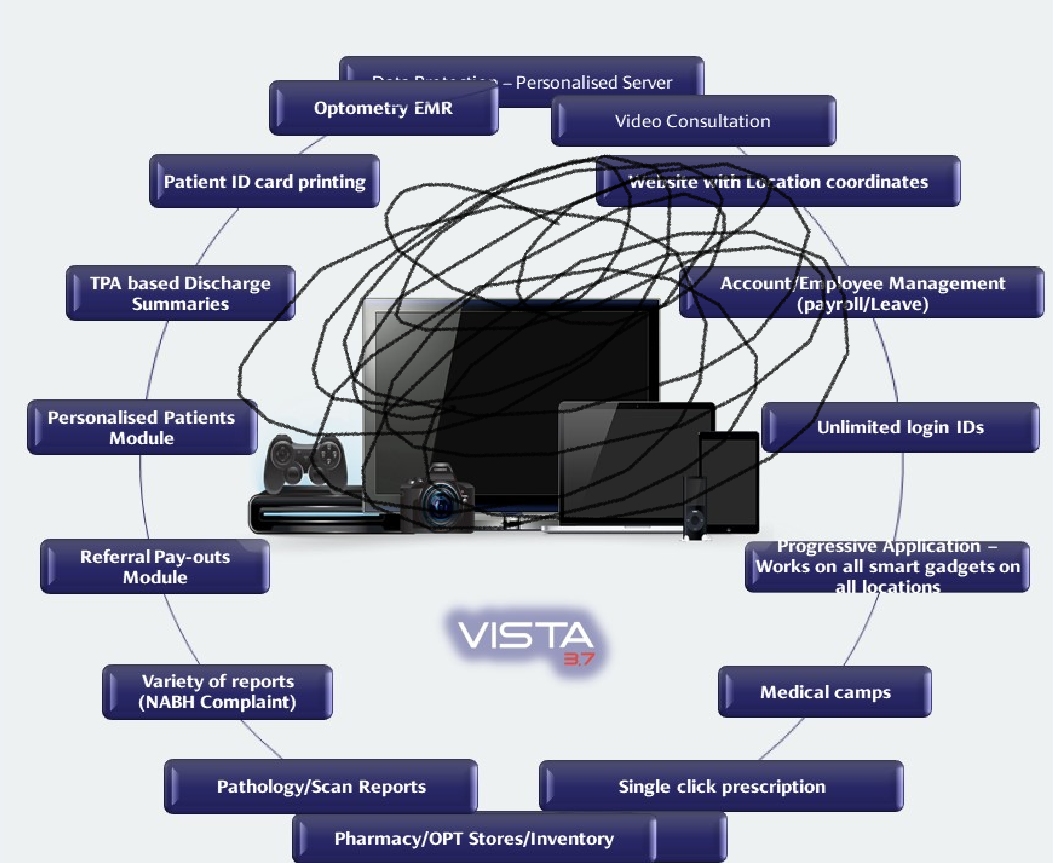 Data Protection – Personalised Server
Optometry EMR
Video Consultation
Patient ID card printing
Website with Location coordinates
TPA based Discharge
Summaries
Account/Employee Management
(payroll/Leave)
Personalised Patients
Module
Unlimited login IDs
Referral Pay-outs
Module
Progressive Application –
Works on all smart gadgets on
all locations
VISTA
3.7
Variety of reports
(NABH Complaint)
Medical camps
Pathology/Scan Reports
Single click prescription
Pharmacy/OPT Stores/Inventory